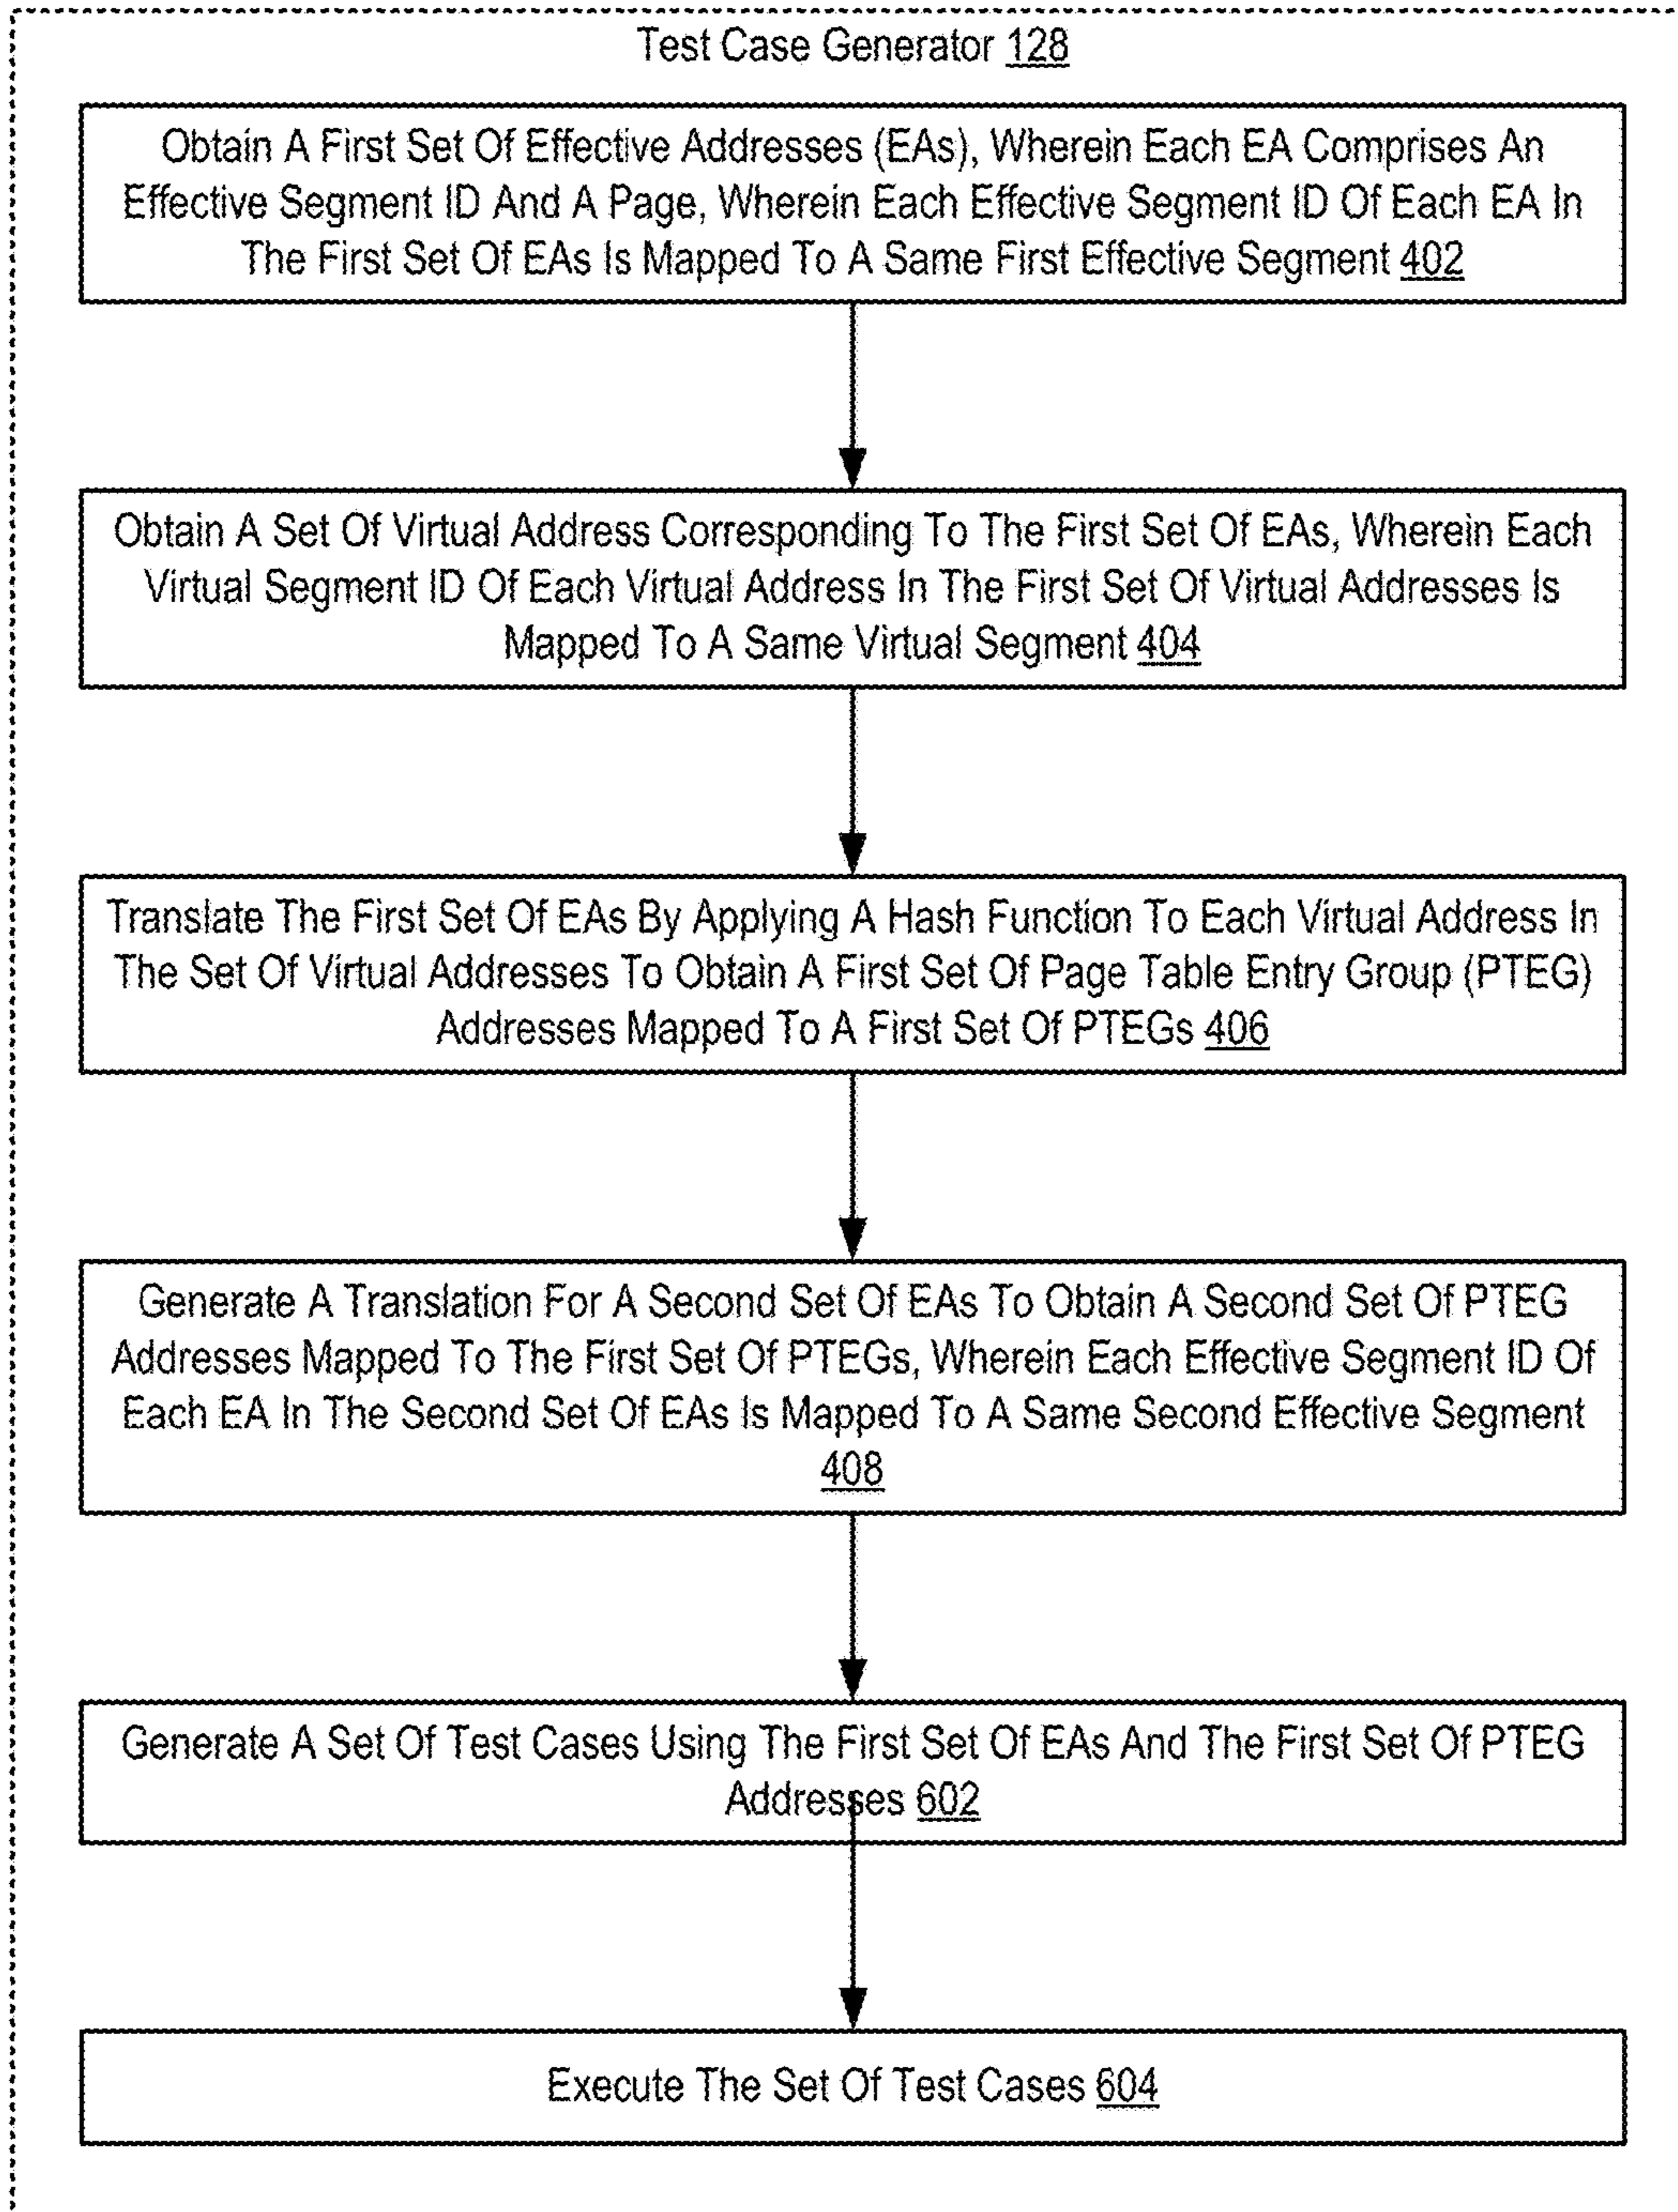 Test Case Generator 128
Obtain A First Set Of Effective Addresses (EAs), Wherein Each EA Comprises An
Effective Segment ID And A Page, Wherein Each Effective Segment ID Of Each EA In
The First Set Of EAs Is Mapped To A Same First Effective Segment 402
Obtain A Set Of Virtual Address Corresponding To The First Set Of EAs, Wherein Each
Virtual Segment ID Of Each Virtual Address In The First Set Of Virtual Addresses Is
Mapped To A Same Virtual Segment 404
Translate The First Set Of EAs By Applying A Hash Function To Each Virtual Address In
The Set Of Virtual Addresses To Obtain A First Set Of Page Table Entry Group (PTEG)
Addresses Mapped To A First Set Of PTEGs 406
Generate A Translation For A Second Set Of EAs To Obtain A Second Set Of PTEG
Addresses Mapped To The First Set Of PTEGs, Wherein Each Effective Segment ID Of
Each EA In The Second Set Of EAs Is Mapped To A Same Second Effective Segment
408
Generate A Set Of Test Cases Using The First Set Of EAs And The First Set Of PTEG
Addresses 602
Execute The Set Of Test Cases 604